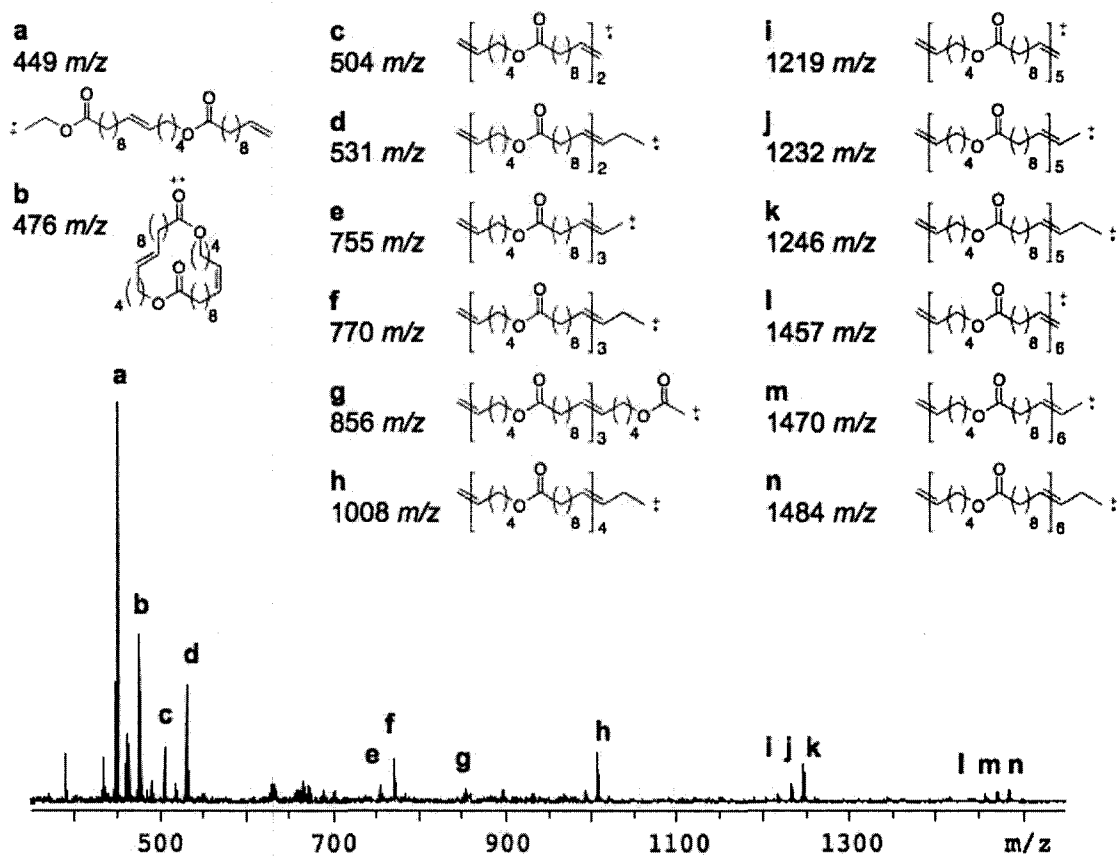 a
449 m/z
O
O
O
O
8
4
8
b
476 m/z
++
O
8
O
4
O
4
O
8
c
504 m/z
O
O
4
8
2
d
531 m/z
O
O
4
8
2
e
755 m/z
O
O
4
8
3
f
770 m/z
O
O
4
8
3
g
856 m/z
O
O
4
8
3
4
O
O
h
1008 m/z
O
O
4
8
4
i
1219 m/z
O
O
4
8
5
j
1232 m/z
O
O
4
8
5
k
1246 m/z
O
O
4
8
5
l
1457 m/z
O
O
4
8
6
m
1470 m/z
O
O
4
8
6
n
1484 m/z
O
O
4
8
6
a
b
c
d
e
f
g
h
i j k
l m n
500 700 900 1100 1300 m/z